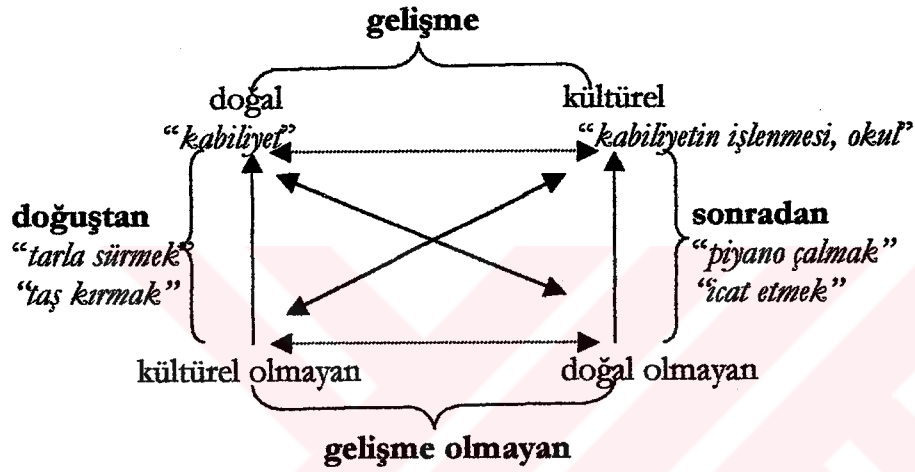 gelişme
doğal
kültürel
“kabiliyet”
“kabiliyetin işlenmesi, okul”
doğuştan
“tarla sürmek”
“taş kırmak”
sonradan
“piyano çalmak”
“icat etmek”
kültürel olmayan
doğal olmayan
gelişme olmayan